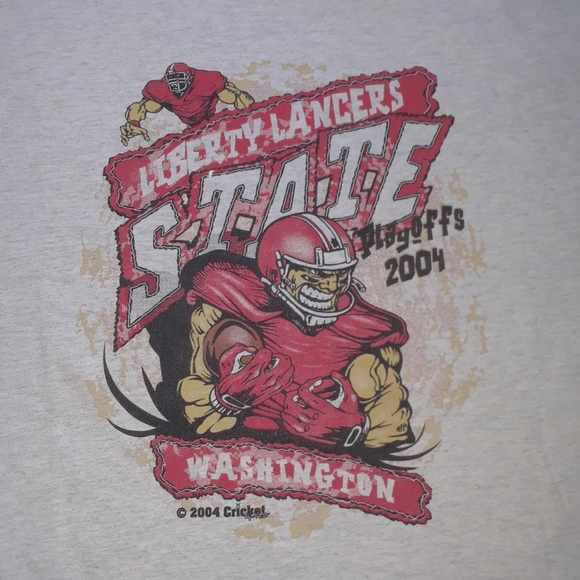 LIBERTY LANCERS
S·T·A·T·E
Playoffs
2004
WASHINGTON
© 2004 Cricket